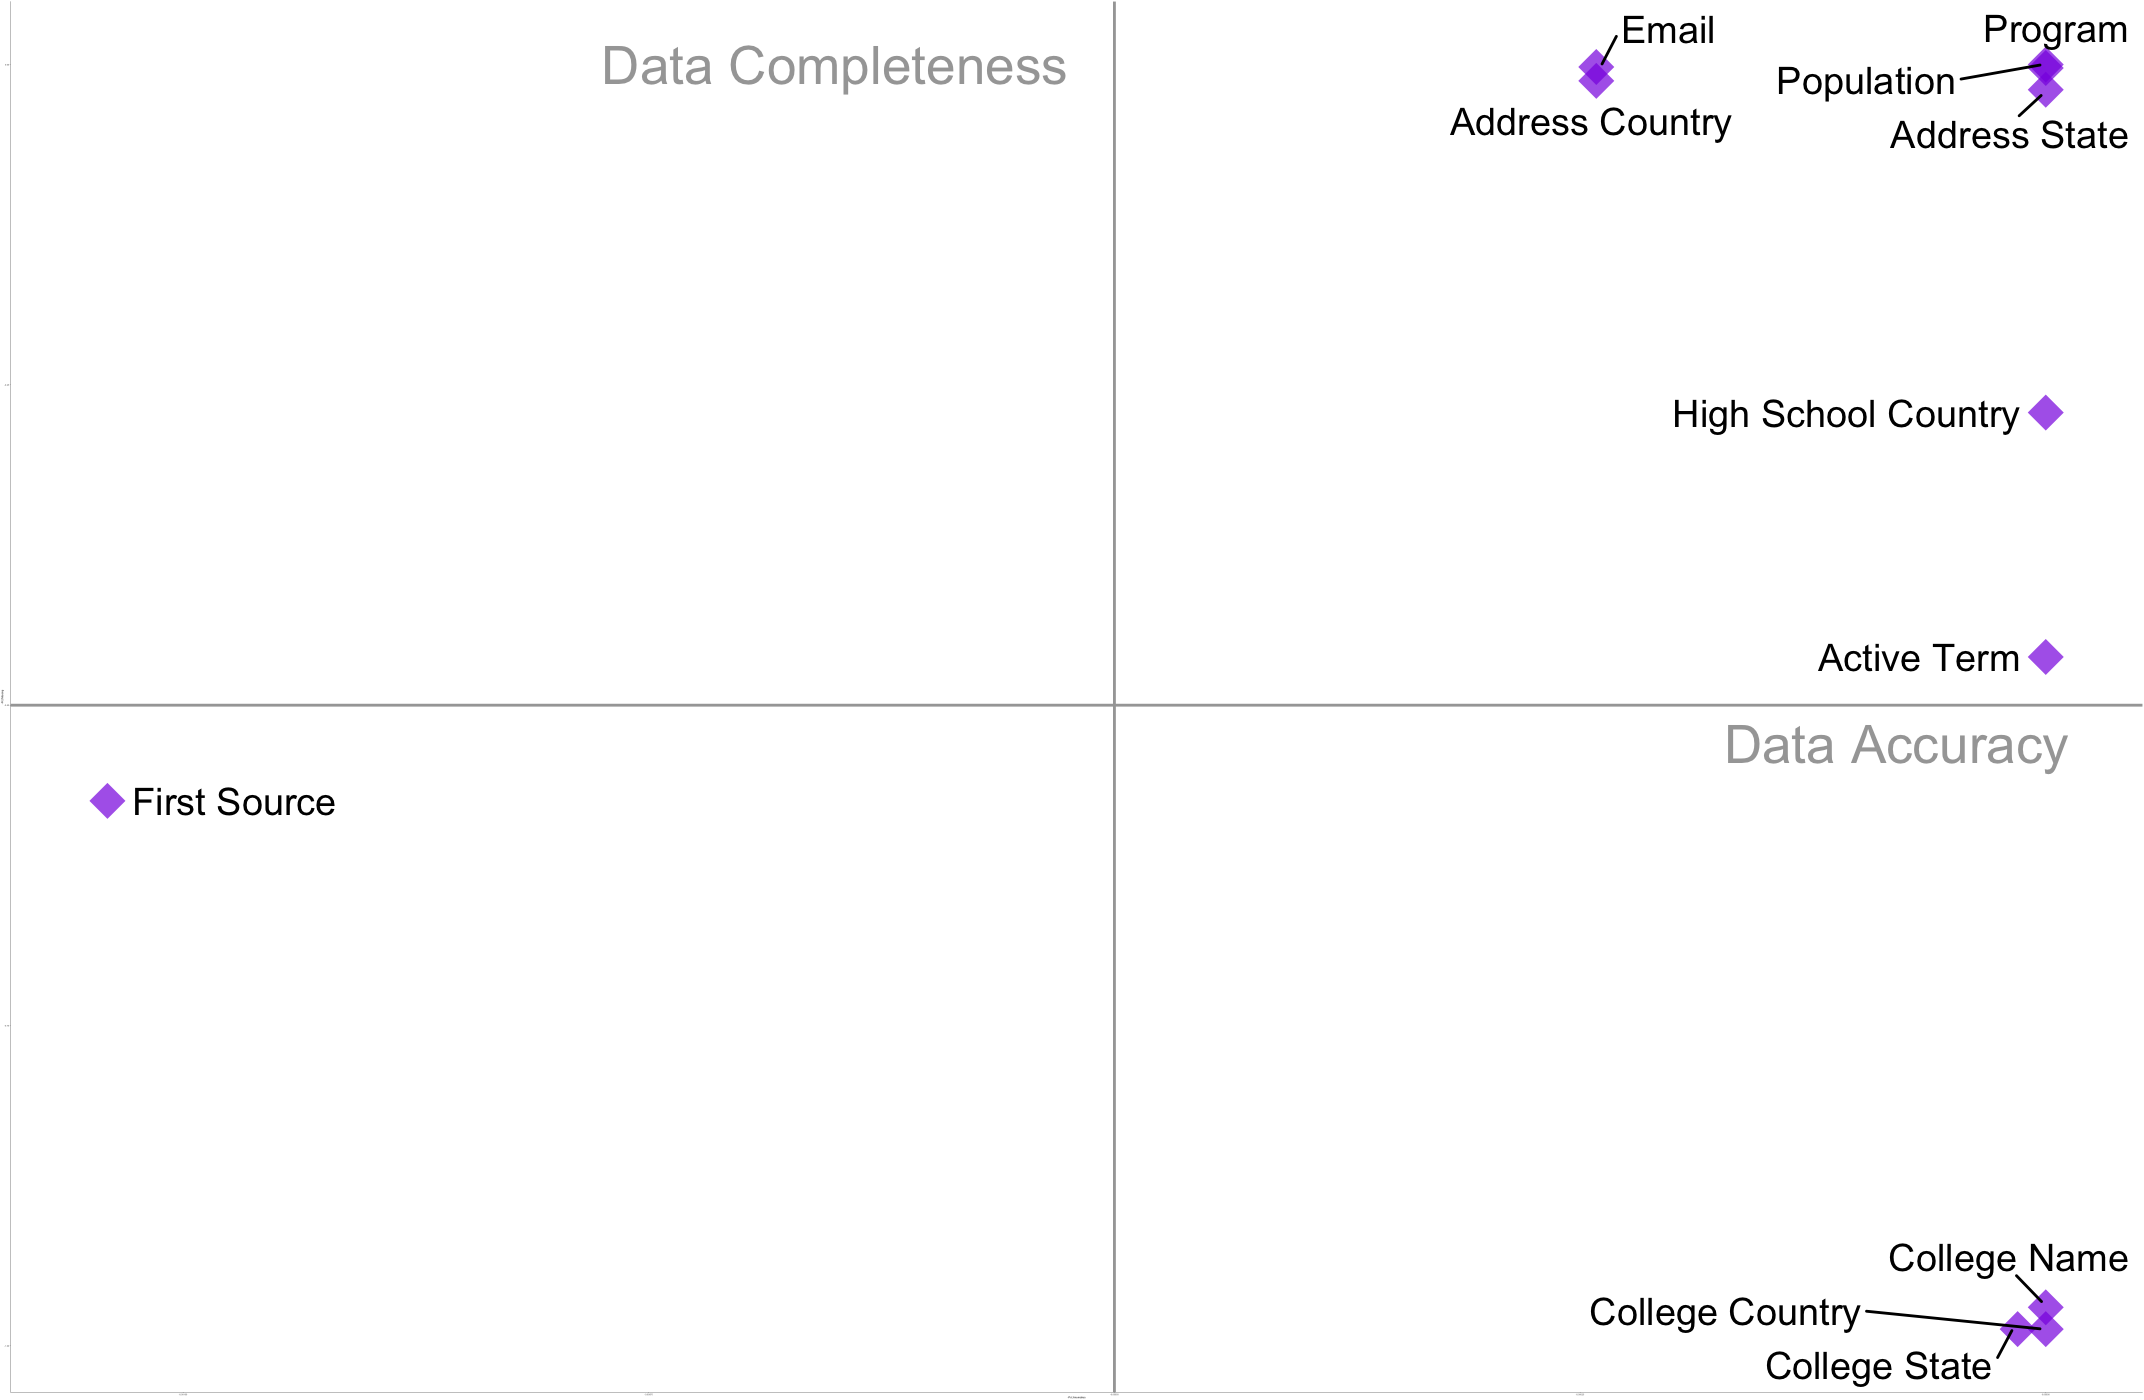 Email
Program
Data Completeness
Population
Address Country
Address State
High School Country
Active Term
Data Accuracy
First Source
College Name
College Country
College State